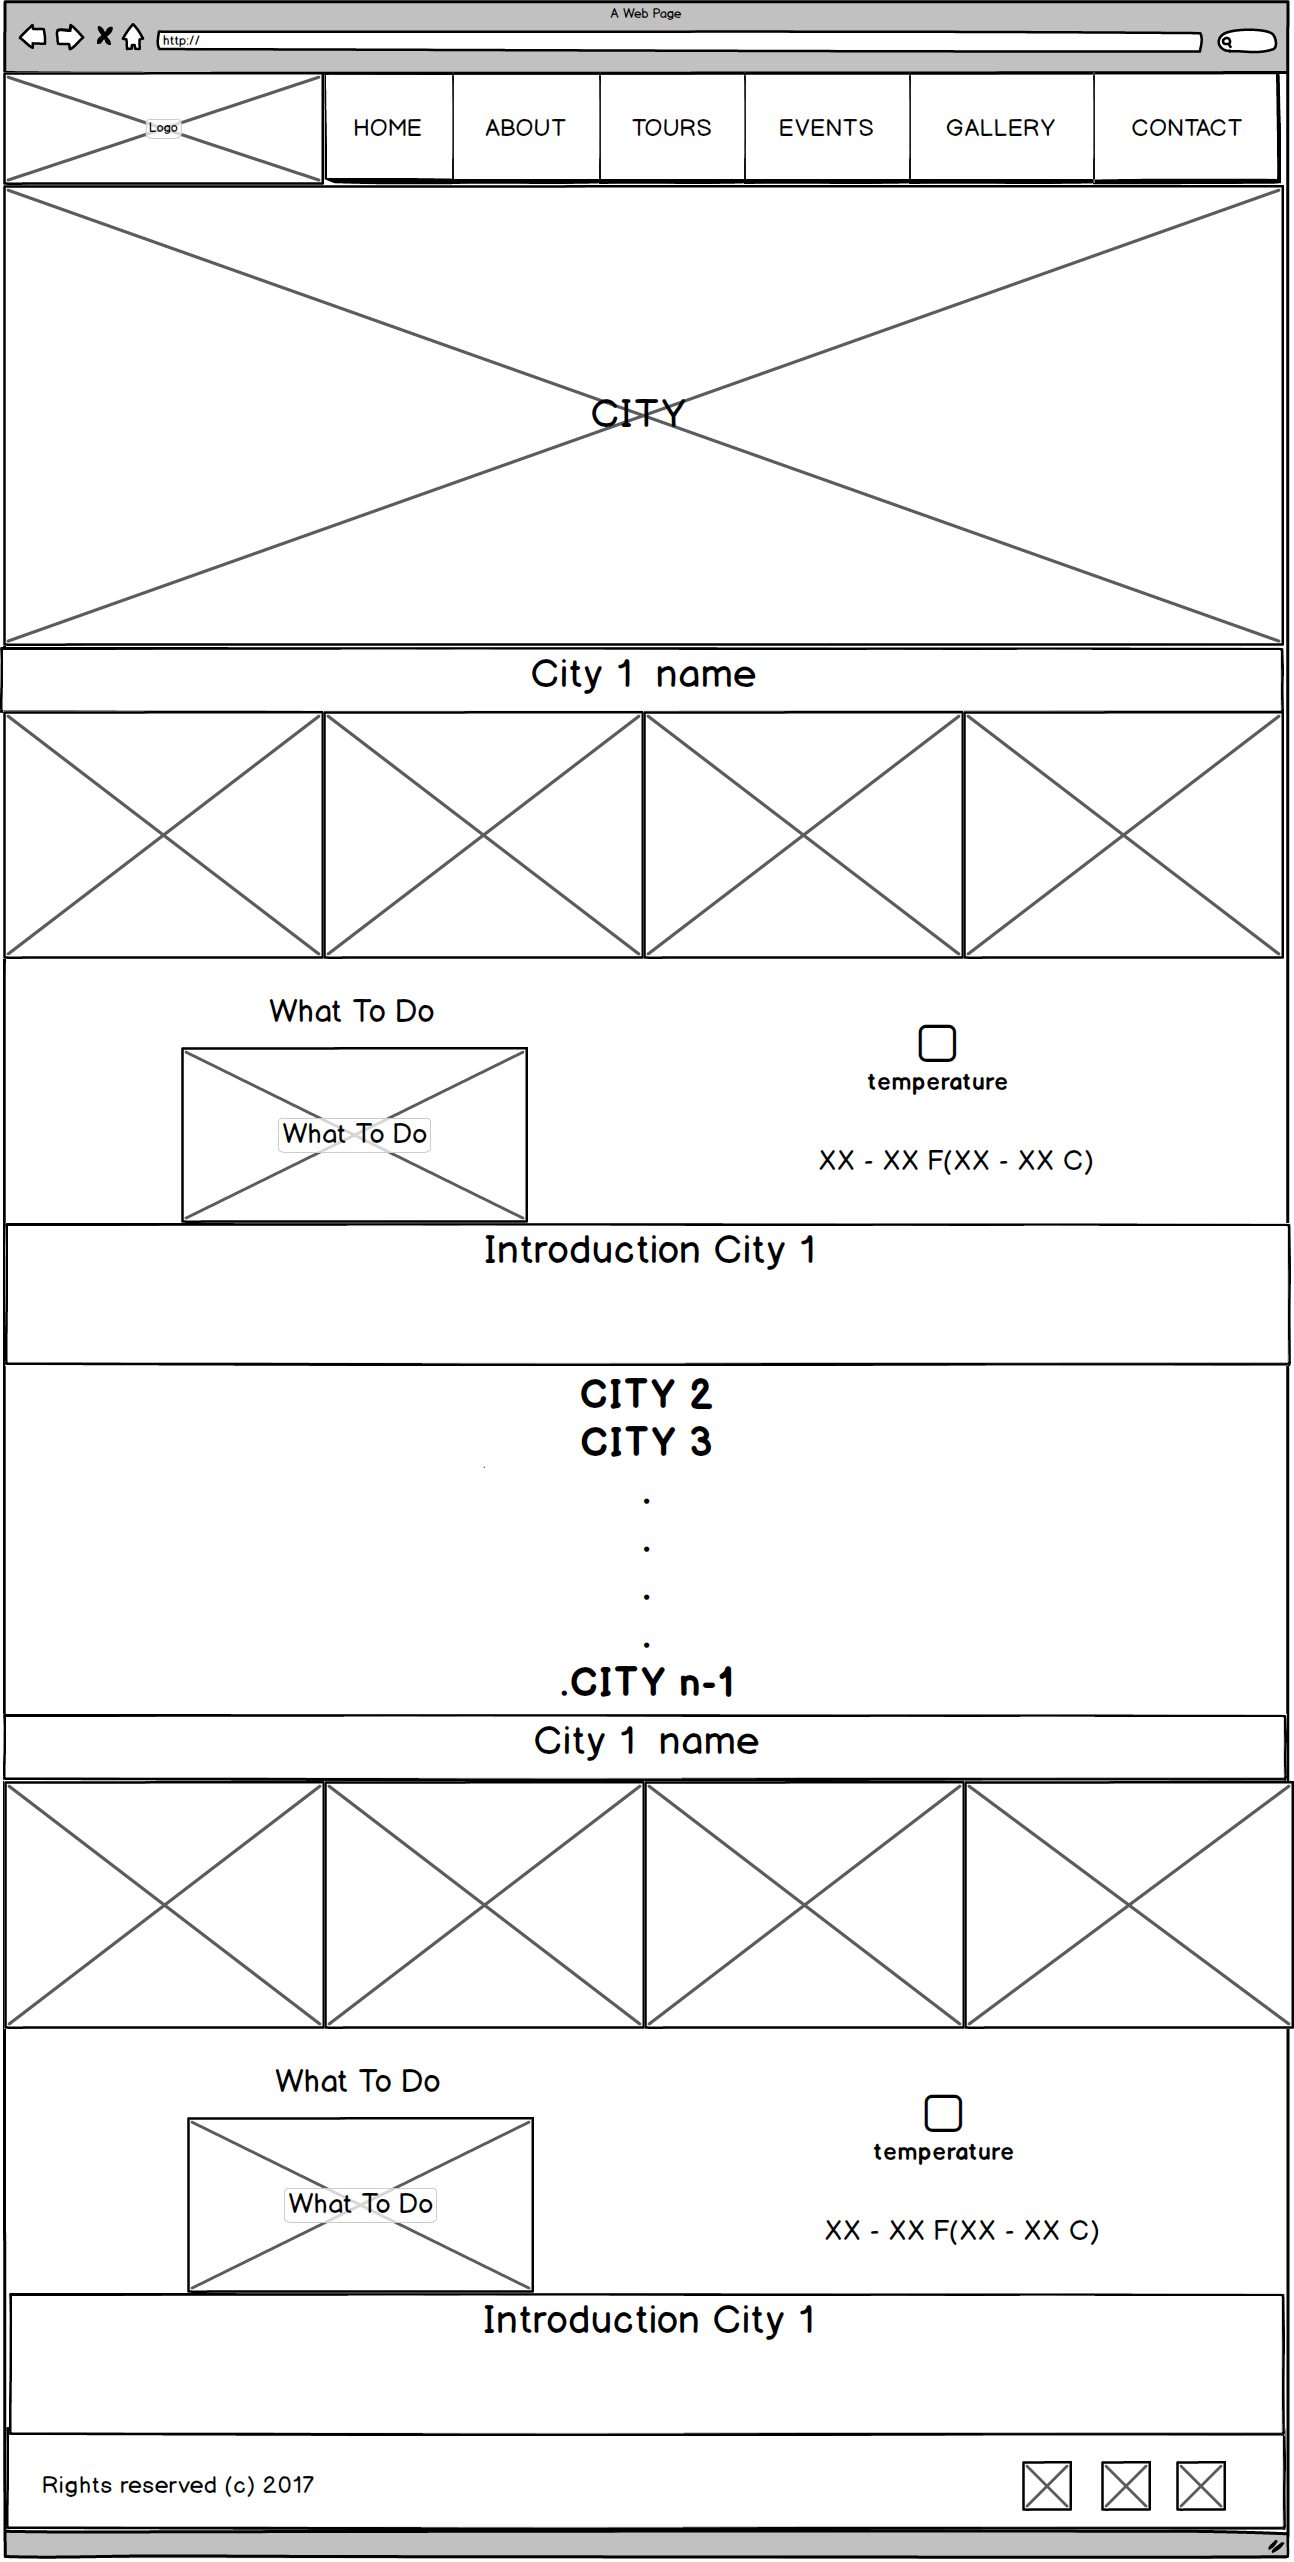 A Web Page
http://
Logo
HOME
ABOUT
TOURS
EVENTS
GALLERY
CONTACT
CITY
City 1 name
What To Do
What To Do
temperature
XX - XX F(XX - XX C)
Introduction City 1
CITY 2
CITY 3
.
.
.
.
.CITY n-1
City 1 name
What To Do
What To Do
temperature
XX - XX F(XX - XX C)
Introduction City 1
Rights reserved (c) 2017